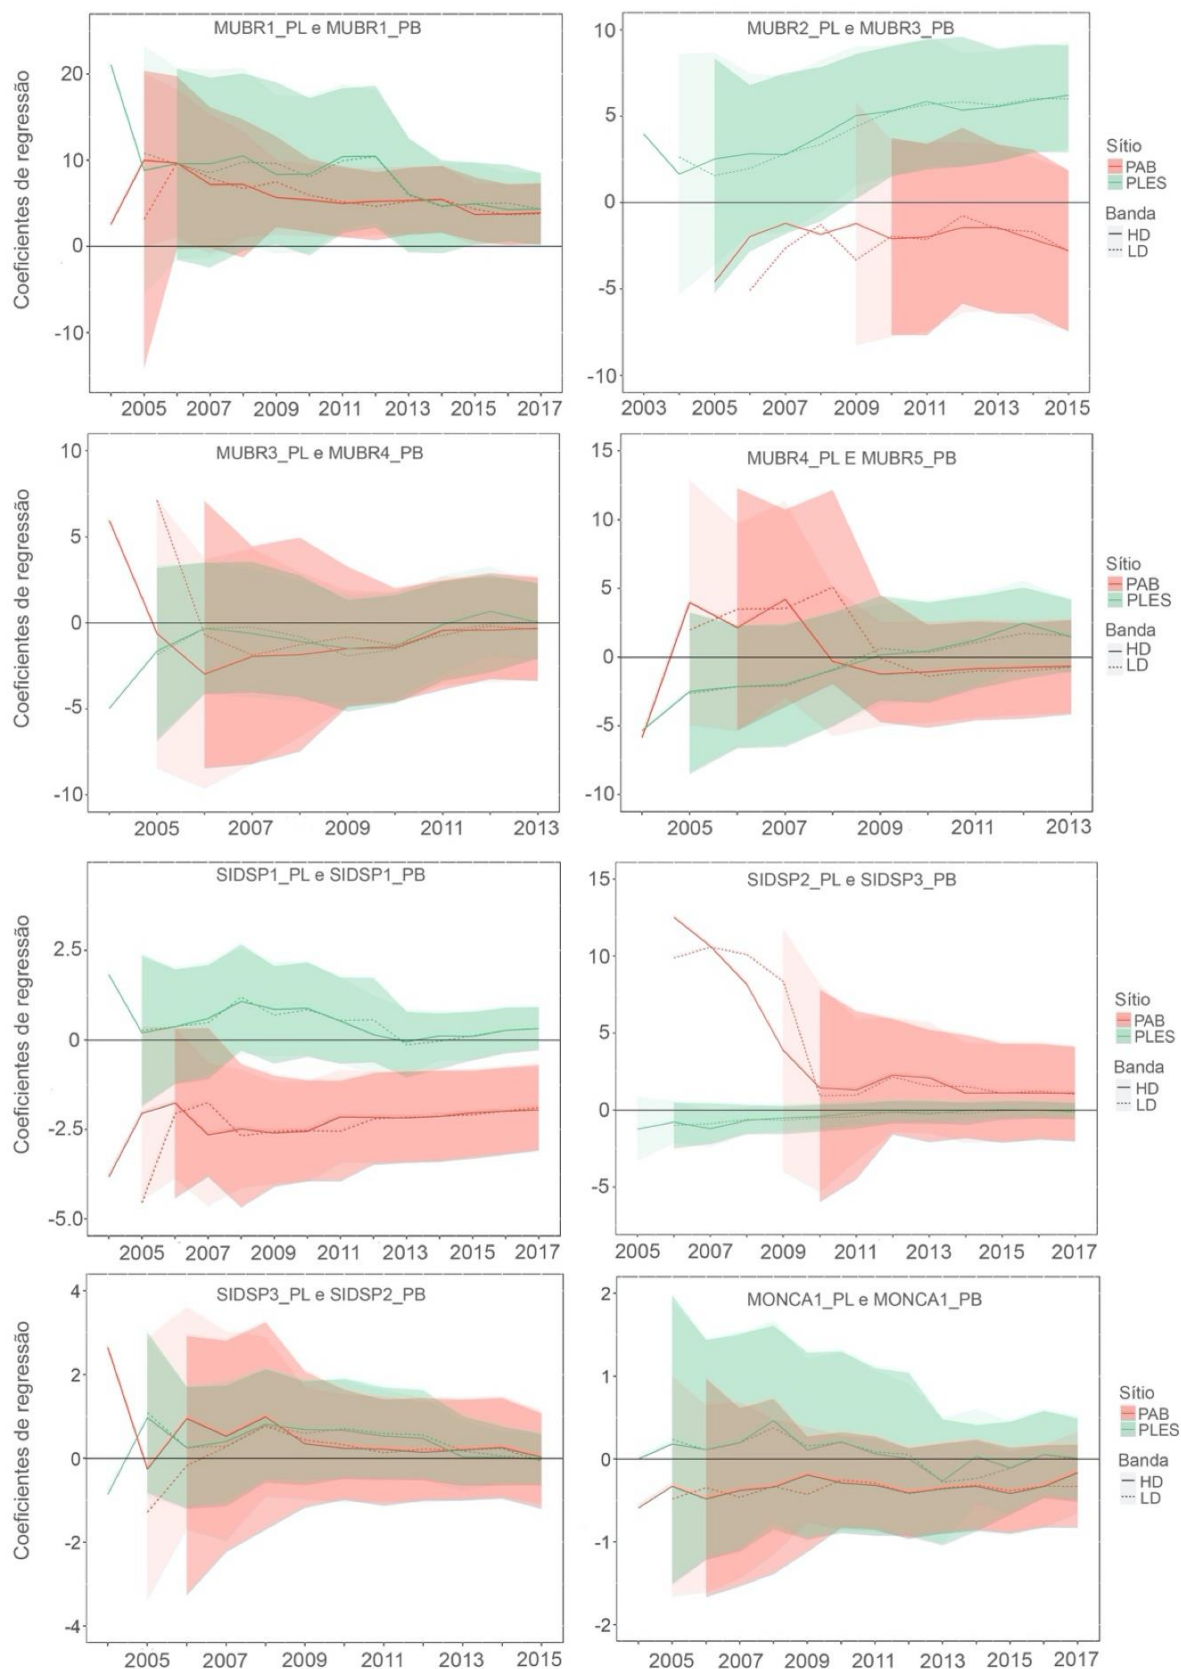 MUBR1_PL e MUBR1_PB
Coeficientes de regressão
20
10
0
-10
2005 2007 2009 2011 2013 2015 2017
MUBR2_PL e MUBR3_PB
10
5
0
-5
-10
2003 2005 2007 2009 2011 2013 2015
Sítio
PAB
PLES
Banda
HD
LD
MUBR3_PL e MUBR4_PB
Coeficientes de regressão
10
5
0
-5
-10
2005 2007 2009 2011 2013
MUBR4_PL E MUBR5_PB
15
10
5
0
-5
-10
2005 2007 2009 2011 2013
Sítio
PAB
PLES
Banda
HD
LD
SIDSP1_PL e SIDSP1_PB
Coeficientes de regressão
2.5
0
-2.5
-5.0
2005 2007 2009 2011 2013 2015 2017
SIDSP2_PL e SIDSP3_PB
15
10
5
0
-5
2005 2007 2009 2011 2013 2015 2017
Sítio
PAB
PLES
Banda
HD
LD
SIDSP3_PL e SIDSP2_PB
Coeficientes de regressão
4
2
0
-2
-4
2005 2007 2009 2011 2013 2015
MONCA1_PL e MONCA1_PB
2
1
0
-1
-2
2005 2007 2009 2011 2013 2015 2017
Sítio
PAB
PLES
Banda
HD
LD